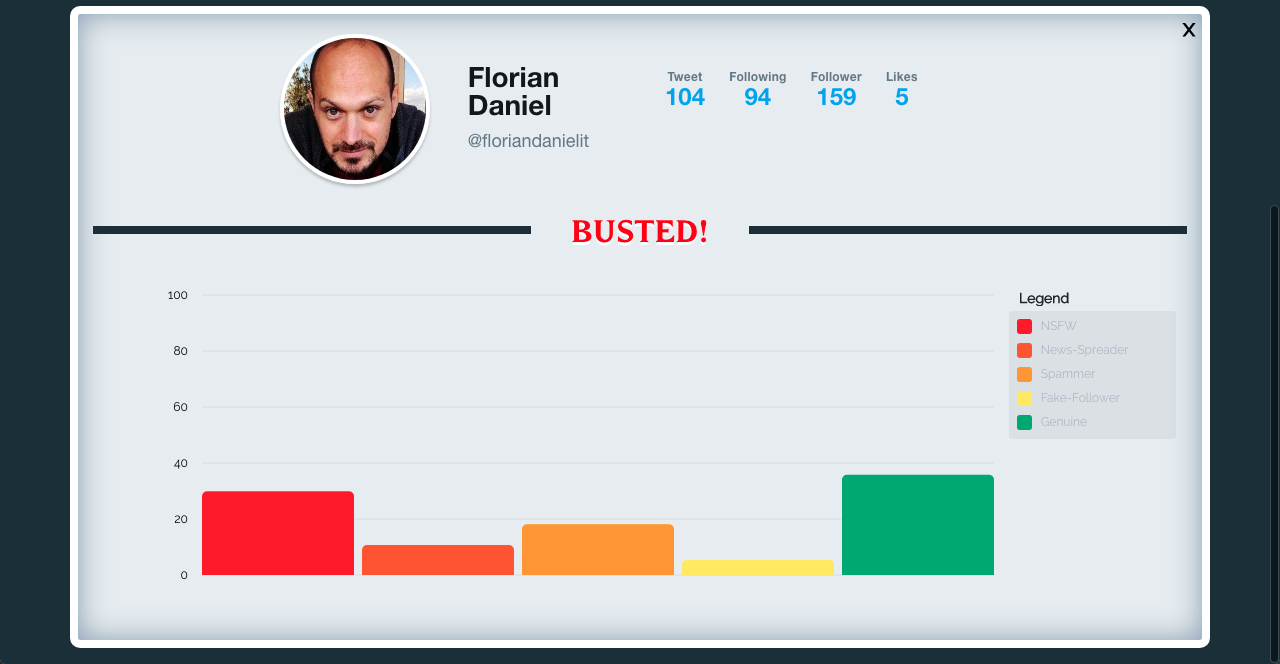 X
Florian
Daniel
@floriandanielit
Tweet Following Follower Likes
104 94 159 5
BUSTED!
100
80
60
40
20
0
Legend
NSFW
News-Spreader
Spammer
Fake-Follower
Genuine